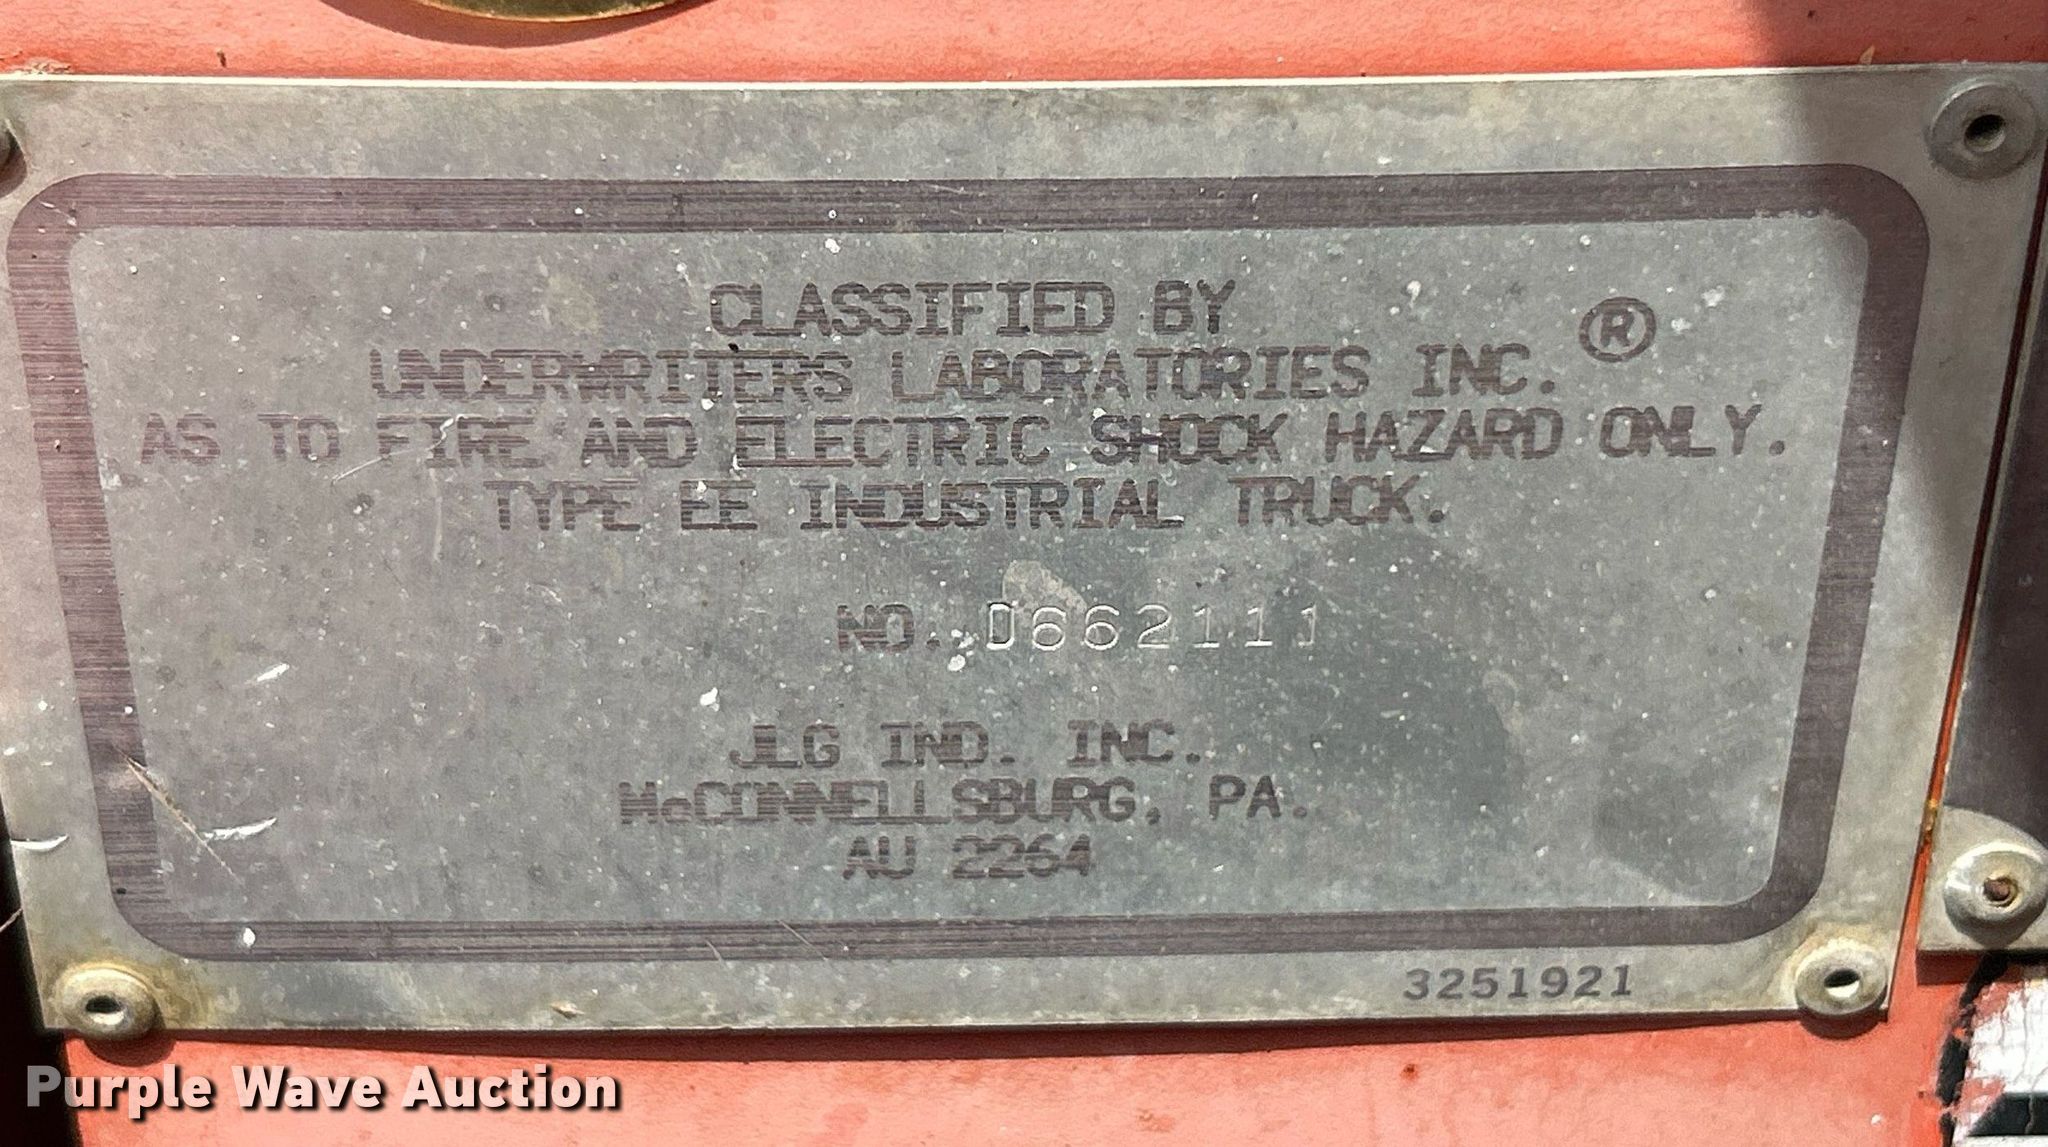 CLASSIFIED BY
UNDERWRITERS LABORATORIES INC. ®
AS TO FIRE AND ELECTRIC SHOCK HAZARD ONLY.
TYPE EE INDUSTRIAL TRUCK.
NO. D662111
JLG IND. INC.
McCONNELLSBURG, PA.
AU 2264
3251921
Purple Wave Auction